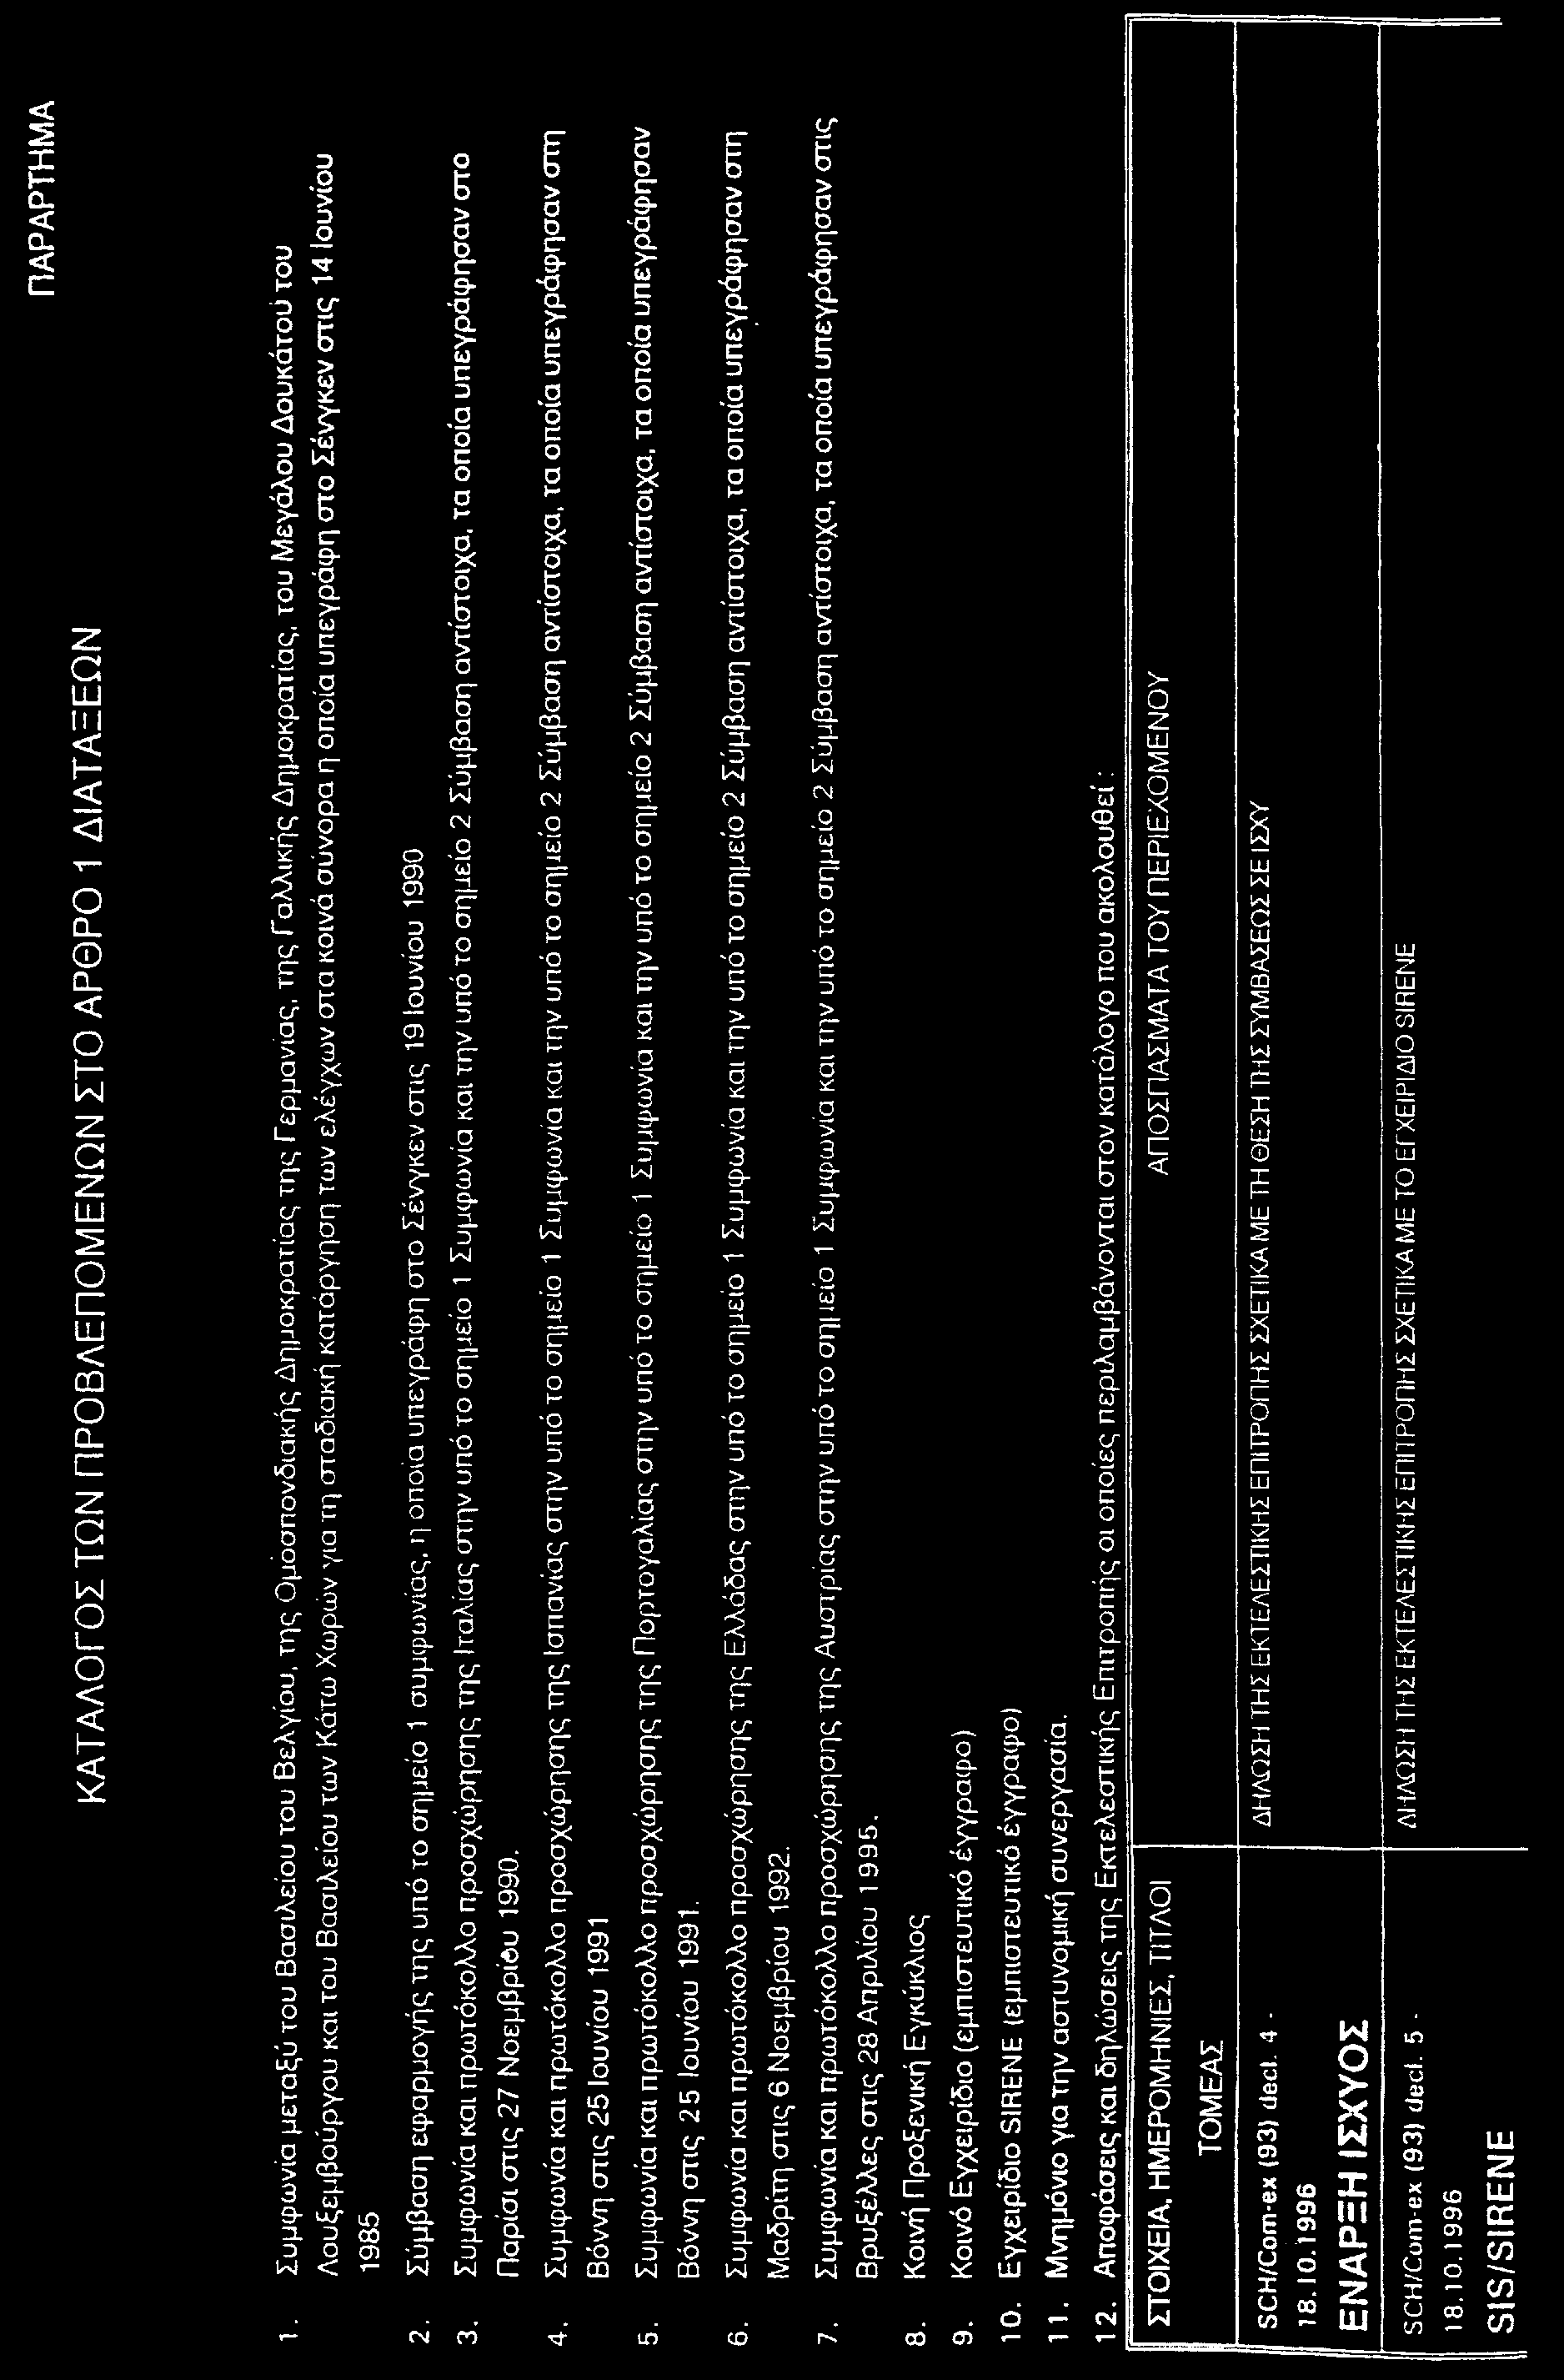 ΠΑΡΑΡΤΗΜΑ
ΚΑΤΑΛΟΓΟΣ ΤΩΝ ΠΡΟΒΛΕΠΟΜΕΝΩΝ ΣΤΟ ΑΡΘΡΟ 1 ΔΙΑΤΑΞΕΩΝ
1. Συμφωνία μεταξύ του Βασιλείου του Βελγίου, της Ομοσπονδιακής Δημοκρατίας της Γερμανίας, της Γαλλικής Δημοκρατίας, του Μεγάλου Δουκάτου του
Λουξεμβούργου και του Βασιλείου των Κάτω Χωρών για τη σταδιακή κατάργηση των ελέγχων στα κοινά σύνορα η οποία υπεγράφη στο Σένγκεν στις 14 Ιουνίου
1985
2. Σύμβαση εφαρμογής της υπό το σημείο 1 συμφωνίας, η οποία υπεγράφη στο Σένγκεν στις 19 Ιουνίου 1990
3. Συμφωνία και πρωτόκολλο προσχώρησης της Ιταλίας στην υπό το σημείο 1 Συμφωνία και την υπό το σημείο 2 Σύμβαση αντίστοιχα, τα οποία υπεγράφησαν στο
Παρίσι στις 27 Νοεμβρίου 1990.
4. Συμφωνία και πρωτόκολλο προσχώρησης της Ισπανίας στην υπό το σημείο 1 Συμφωνία και την υπό το σημείο 2 Σύμβαση αντίστοιχα, τα οποία υπεγράφησαν στη
Βόννη στις 25 Ιουνίου 1991
5. Συμφωνία και πρωτόκολλο προσχώρησης της Πορτογαλίας στην υπό το σημείο 1 Συμφωνία και την υπό το σημείο 2 Σύμβαση αντίστοιχα, τα οποία υπεγράφησαν
Βόννη στις 25 Ιουνίου 1991.
6. Συμφωνία και πρωτόκολλο προσχώρησης της Ελλάδας στην υπό το σημείο 1 Συμφωνία και την υπό το σημείο 2 Σύμβαση αντίστοιχα, τα οποία υπεγράφησαν στη
Μαδρίτη στις 6 Νοεμβρίου 1992.
7. Συμφωνία και πρωτόκολλο προσχώρησης της Αυστρίας στην υπό το σημείο 1 Συμφωνία και την υπό το σημείο 2 Σύμβαση αντίστοιχα, τα οποία υπεγράφησαν στις
Βρυξέλλες στις 28 Απριλίου 1995.
8. Κοινή Προξενική Εγκύκλιος
9. Κοινό Εγχειρίδιο (εμπιστευτικό έγγραφο)
10. Εγχειρίδιο SIRENE (εμπιστευτικό έγγραφο)
11. Μνημόνιο για την αστυνομική συνεργασία.
12. Αποφάσεις και δηλώσεις της Εκτελεστικής Επιτροπής οι οποίες περιλαμβάνονται στον κατάλογο που ακολουθεί :
ΣΤΟΙΧΕΙΑ, ΗΜΕΡΟΜΗΝΙΕΣ, ΤΙΤΛΟΙ
ΤΟΜΕΑΣ
ΑΠΟΣΠΑΣΜΑΤΑ ΤΟΥ ΠΕΡΙΕΧΟΜΕΝΟΥ
SCH/Com-ex (93) decl. 4 -
18.10.1996
ΕΝΑΡΞΗ ΙΣΧΥΟΣ
ΔΗΛΩΣΗ ΤΗΣ ΕΚΤΕΛΕΣΤΙΚΗΣ ΕΠΙΤΡΟΠΗΣ ΣΧΕΤΙΚΑ ΜΕ ΤΗ ΘΕΣΗ ΤΗΣ ΣΥΜΒΑΣΕΩΣ ΣΕ ΙΣΧΥ
SCH/Com-ex (93) decl. 5 -
18.10.1996
SIS/SIRENE
ΔΗΛΩΣΗ ΤΗΣ ΕΚΤΕΛΕΣΤΙΚΗΣ ΕΠΙΤΡΟΠΗΣ ΣΧΕΤΙΚΑ ΜΕ ΤΟ ΕΓΧΕΙΡΙΔΙΟ SIRENE